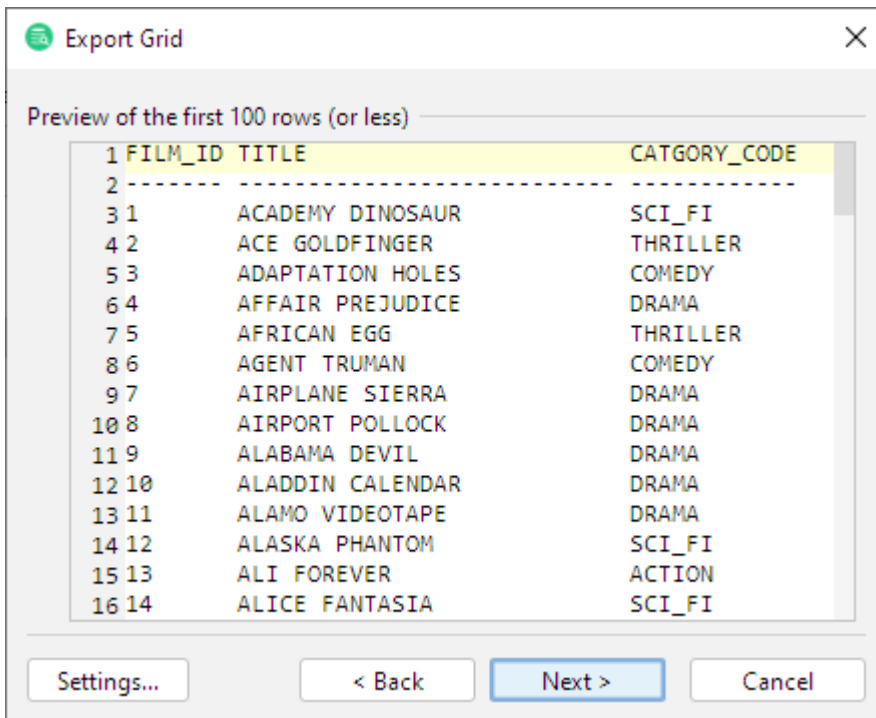 Export Grid
Preview of the first 100 rows (or less)
1 FILM_ID TITLE CATGORY_CODE
2 ------- --------------------------- ------------
3 1 ACADEMY DINOSAUR SCI_FI
4 2 ACE GOLDFINGER THRILLER
5 3 ADAPTATION HOLES COMEDY
6 4 AFFAIR PREJUDICE DRAMA
7 5 AFRICAN EGG THRILLER
8 6 AGENT TRUMAN COMEDY
9 7 AIRPLANE SIERRA DRAMA
10 8 AIRPORT POLLOCK DRAMA
11 9 ALABAMA DEVIL DRAMA
12 10 ALADDIN CALENDAR DRAMA
13 11 ALAMO VIDEOTAPE DRAMA
14 12 ALASKA PHANTOM SCI_FI
15 13 ALI FOREVER ACTION
16 14 ALICE FANTASIA SCI_FI
Settings... < Back Next > Cancel